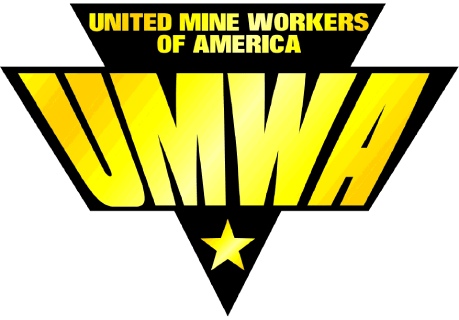 UNITED MINE WORKERS
OF AMERICA
UMWA